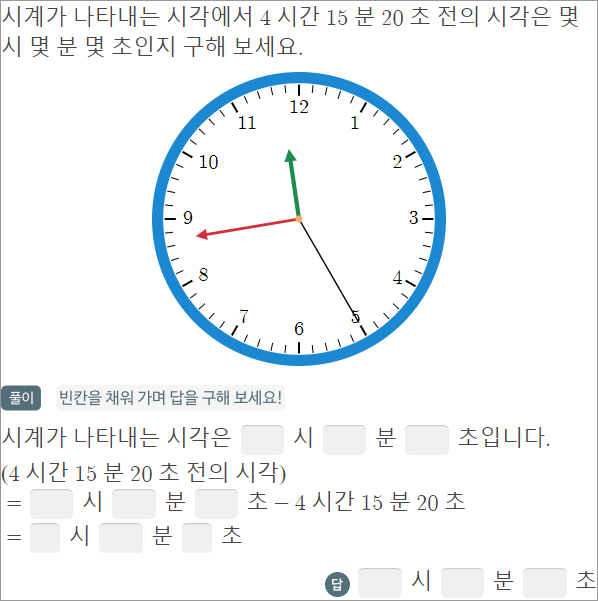 시계가 나타내는 시각에서 4 시간 15 분 20 초 전의 시각은 몇
시 몇 분 몇 초인지 구해 보세요.
12
11 1
10 2
9 3
8 4
7 5
6
풀이 빈칸을 채워 가며 답을 구해 보세요!
시계가 나타내는 시각은 시 분 초입니다.
(4 시간 15 분 20 초 전의 시각)
= 시 분 초 − 4 시간 15 분 20 초
= 시 분 초
답 시 분 초